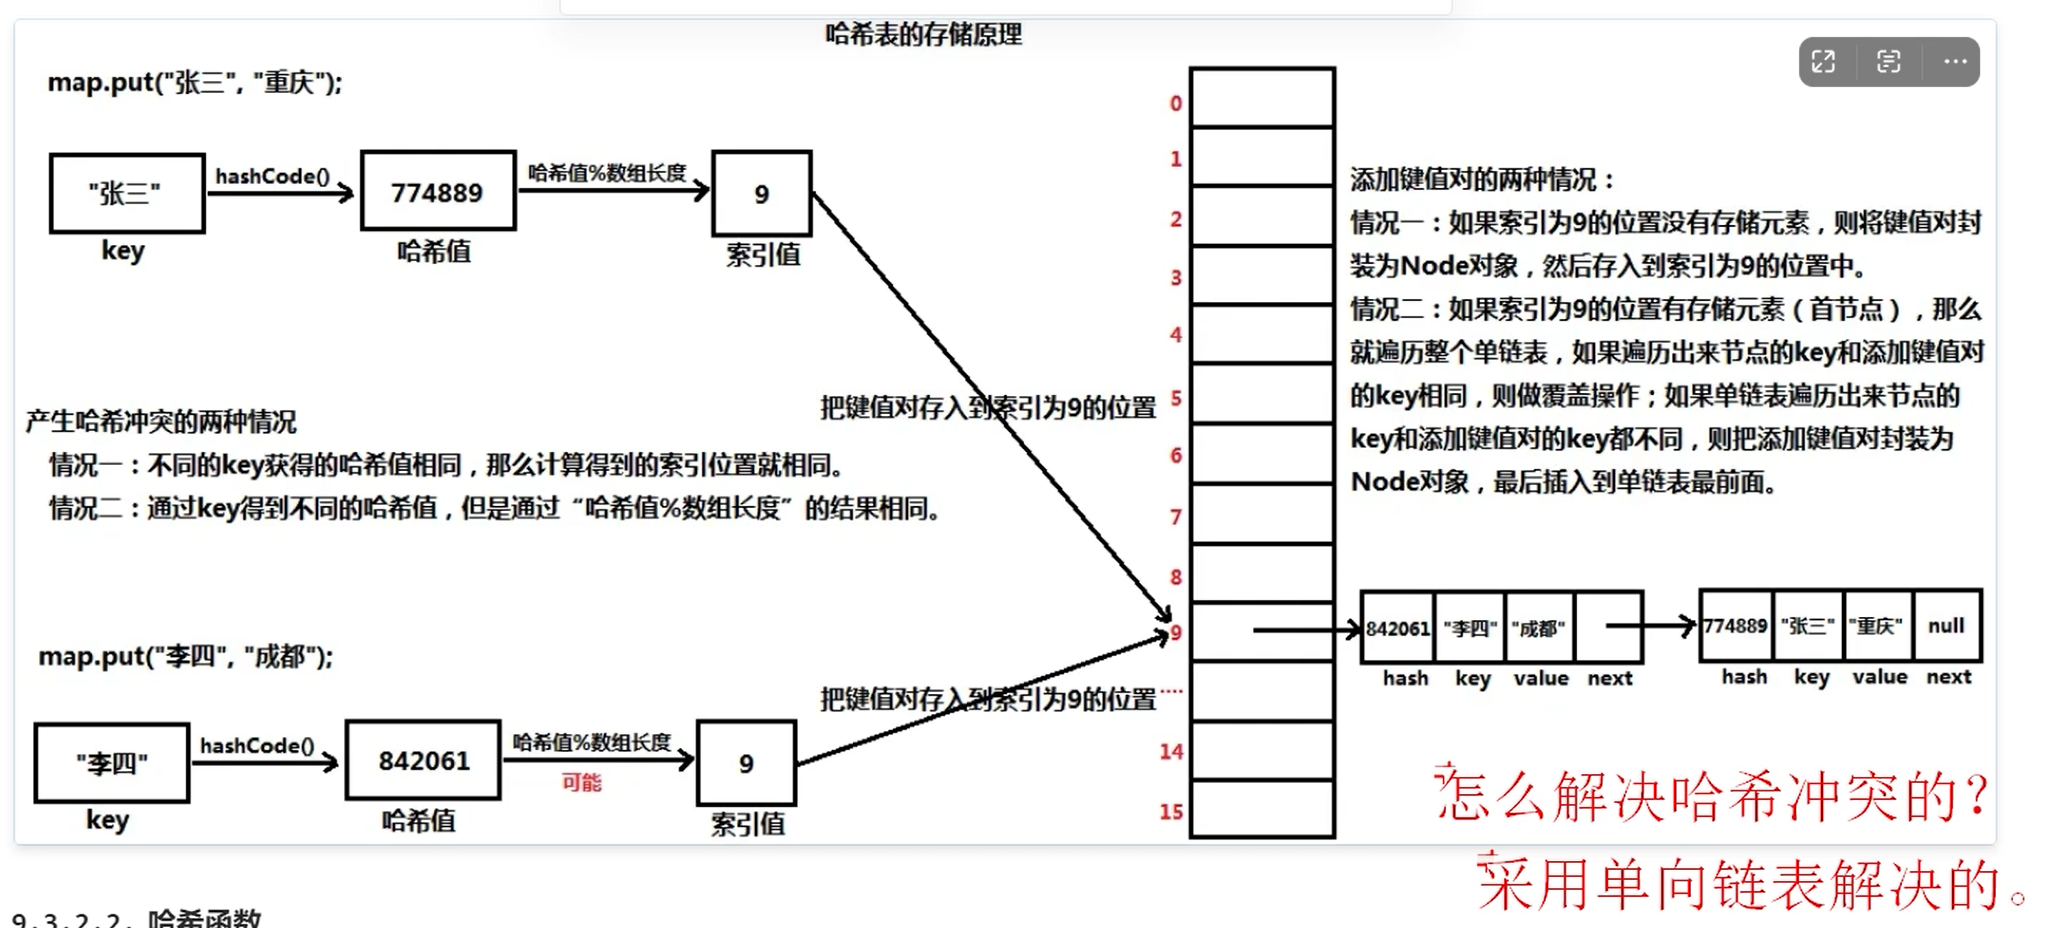 哈希表的存储原理
map.put("张三", "重庆");
"张三"
hashCode()
774889
哈希值%数组长度
9
key
哈希值
索引值
把键值对存入到索引为9的位置
产生哈希冲突的两种情况
情况一：不同的key获得的哈希值相同，那么计算得到的索引位置就相同。
情况二：通过key得到不同的哈希值，但是通过“哈希值%数组长度”的结果相同。
map.put("李四", "成都");
"李四"
hashCode()
842061
哈希值%数组长度
可能
9
key
哈希值
索引值
把键值对存入到索引为9的位置
0
1
2
3
4
5
6
7
8
9
....
14
15
添加键值对的两种情况：
情况一：如果索引为9的位置没有存储元素，则将键值对封
装为Node对象，然后存入到索引为9的位置中。
情况二：如果索引为9的位置有存储元素（首节点），那么
就遍历整个单链表，如果遍历出来节点的key和添加键值对
的key相同，则做覆盖操作；如果单链表遍历出来节点的
key和添加键值对的key都不同，则把添加键值对封装为
Node对象，最后插入到单链表最前面。
842061 "李四" "成都"
hash key value next
774889 "张三" "重庆" null
hash key value next
怎么解决哈希冲突的？
采用单向链表解决的。
9.3.2.2. 哈希函数